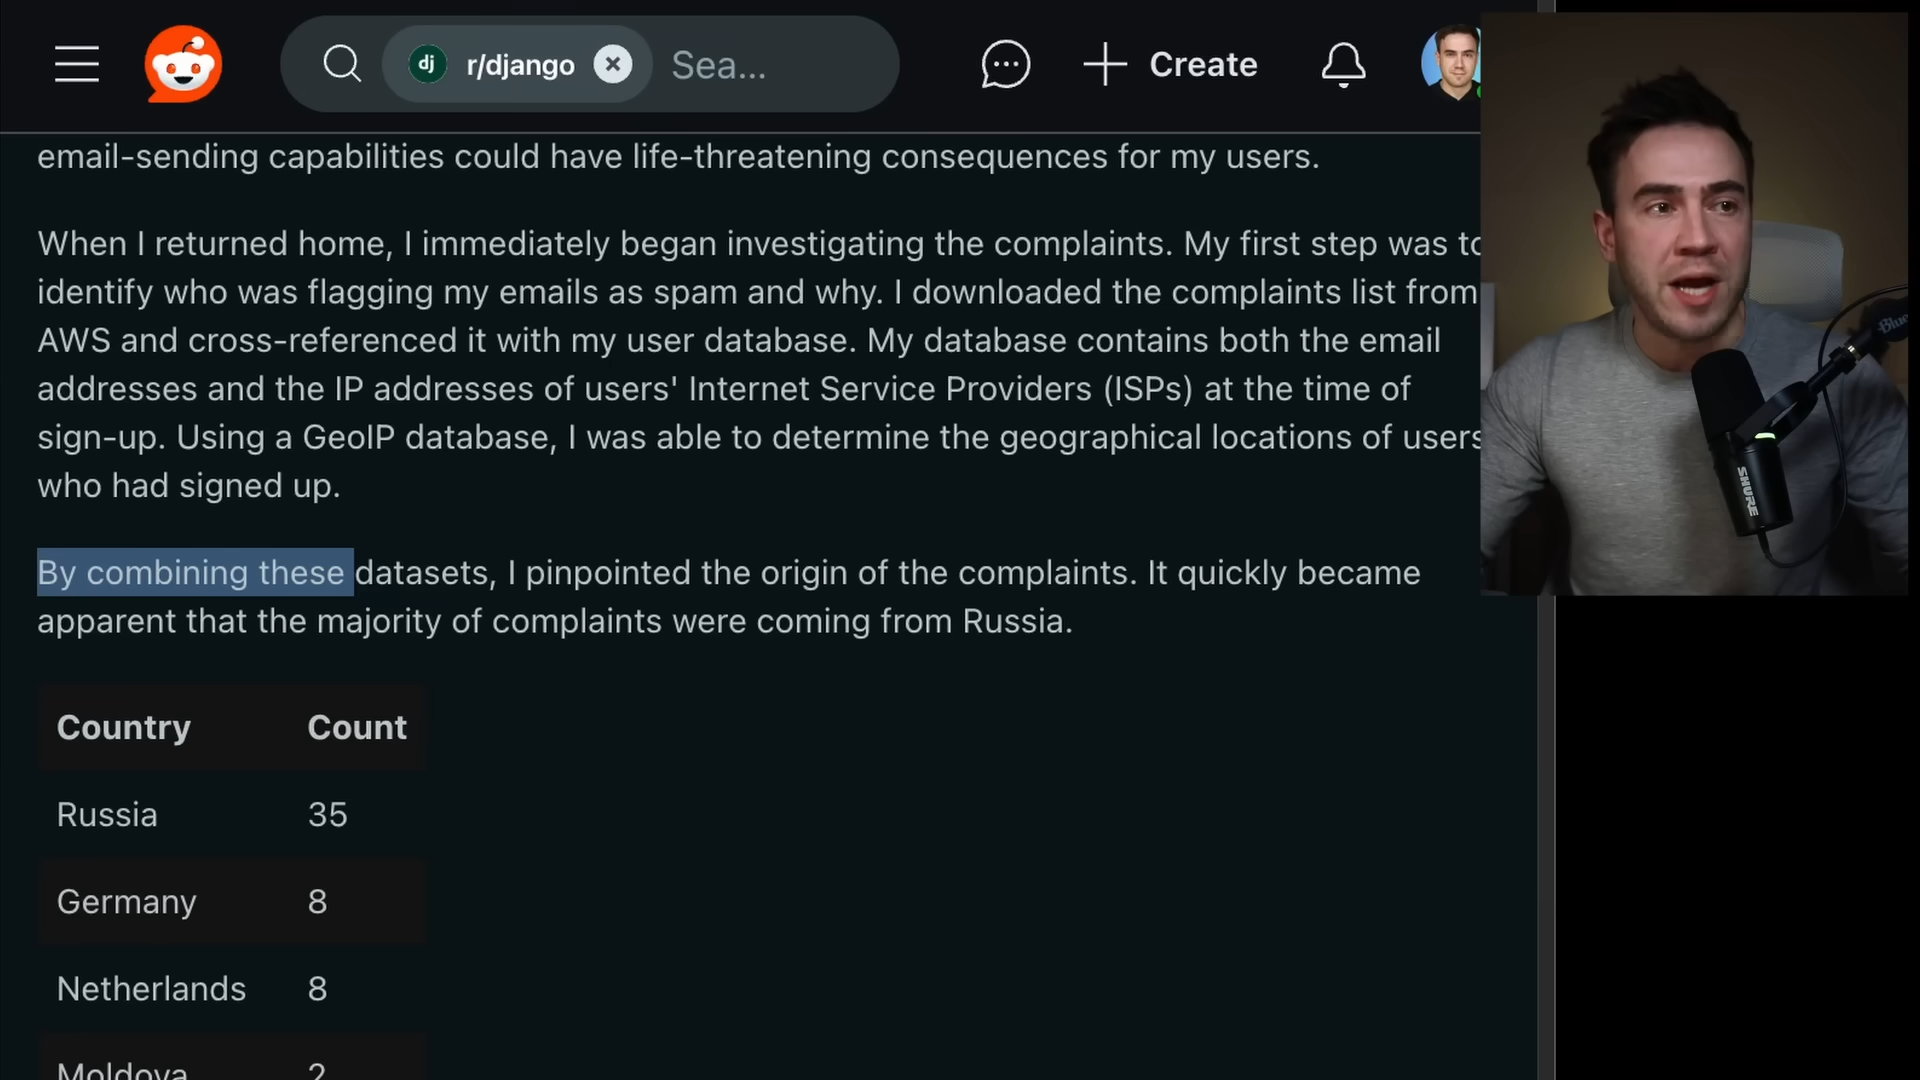 dj r/django Sea... Create
email-sending capabilities could have life-threatening consequences for my users.
When I returned home, I immediately began investigating the complaints. My first step was to
identify who was flagging my emails as spam and why. I downloaded the complaints list from
AWS and cross-referenced it with my user database. My database contains both the email
addresses and the IP addresses of users' Internet Service Providers (ISPs) at the time of
sign-up. Using a GeoIP database, I was able to determine the geographical locations of users
who had signed up.
By combining these datasets, I pinpointed the origin of the complaints. It quickly became
apparent that the majority of complaints were coming from Russia.
Country Count
Russia 35
Germany 8
Netherlands 8
Moldova 2
SHURE
Blue